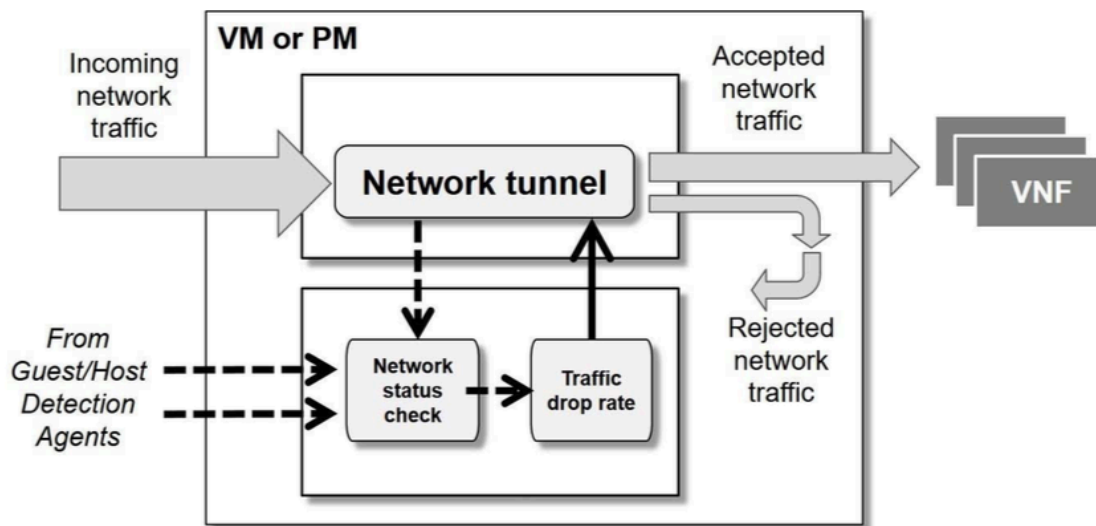 VM or PM
Incoming
network
traffic
Accepted
network
traffic
Network tunnel
VNF
Rejected
network
traffic
From
Guest/Host
Detection
Agents
Network
status
check
Traffic
drop rate